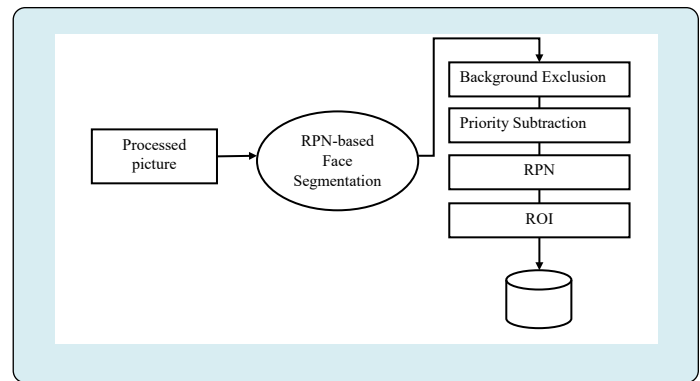 Processed
picture
RPN-based
Face
Segmentation
Background Exclusion
Priority Subtraction
RPN
ROI